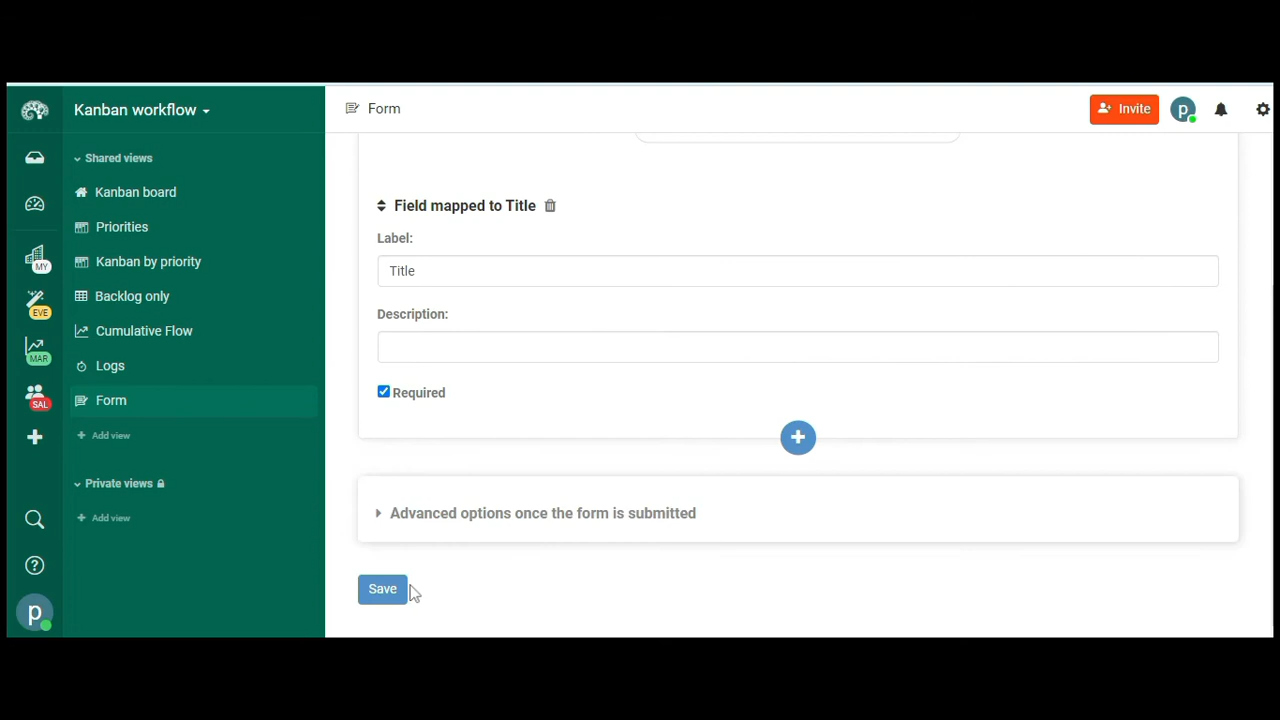 Kanban workflow
Form
Invite
p
Shared views
Kanban board
Priorities
Kanban by priority
Backlog only
Cumulative Flow
Logs
Form
Add view
Private views
Add view
MY
EVE
MAR
SAL
?
p
Field mapped to Title
Label:
Title
Description:
Required
Advanced options once the form is submitted
Save